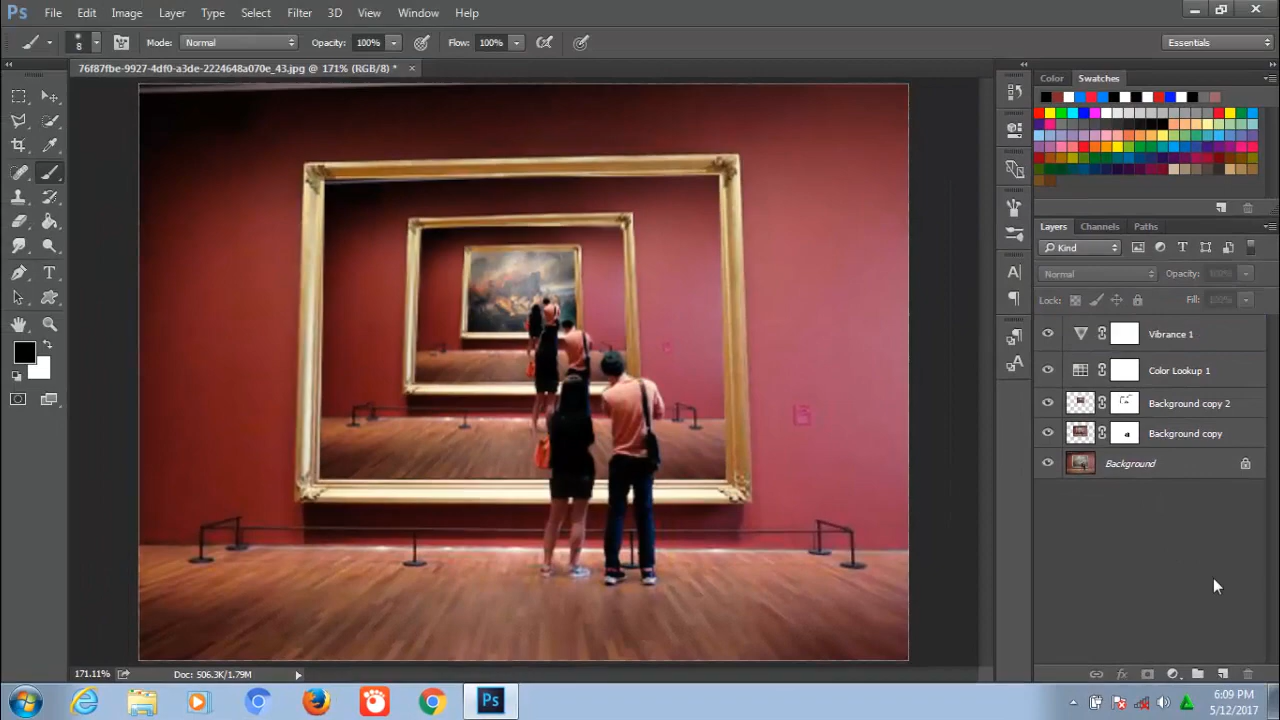 Ps File Edit Image Layer Type Select Filter 3D View Window Help
8 Mode: Normal Opacity: 100% Flow: 100% Essentials
76f87fbe-9927-4df0-a3de-2224648a070e_43.jpg @ 171% (RGB/8) * ×
Color Swatches
Layers Channels Paths
Kind
Normal Opacity: 100%
Lock: Fill: 100%
Vibrance 1
Color Lookup 1
Background copy 2
Background copy
Background
171.11% Doc: 506.3K/1.79M
Ps
6:09 PM
5/12/2017